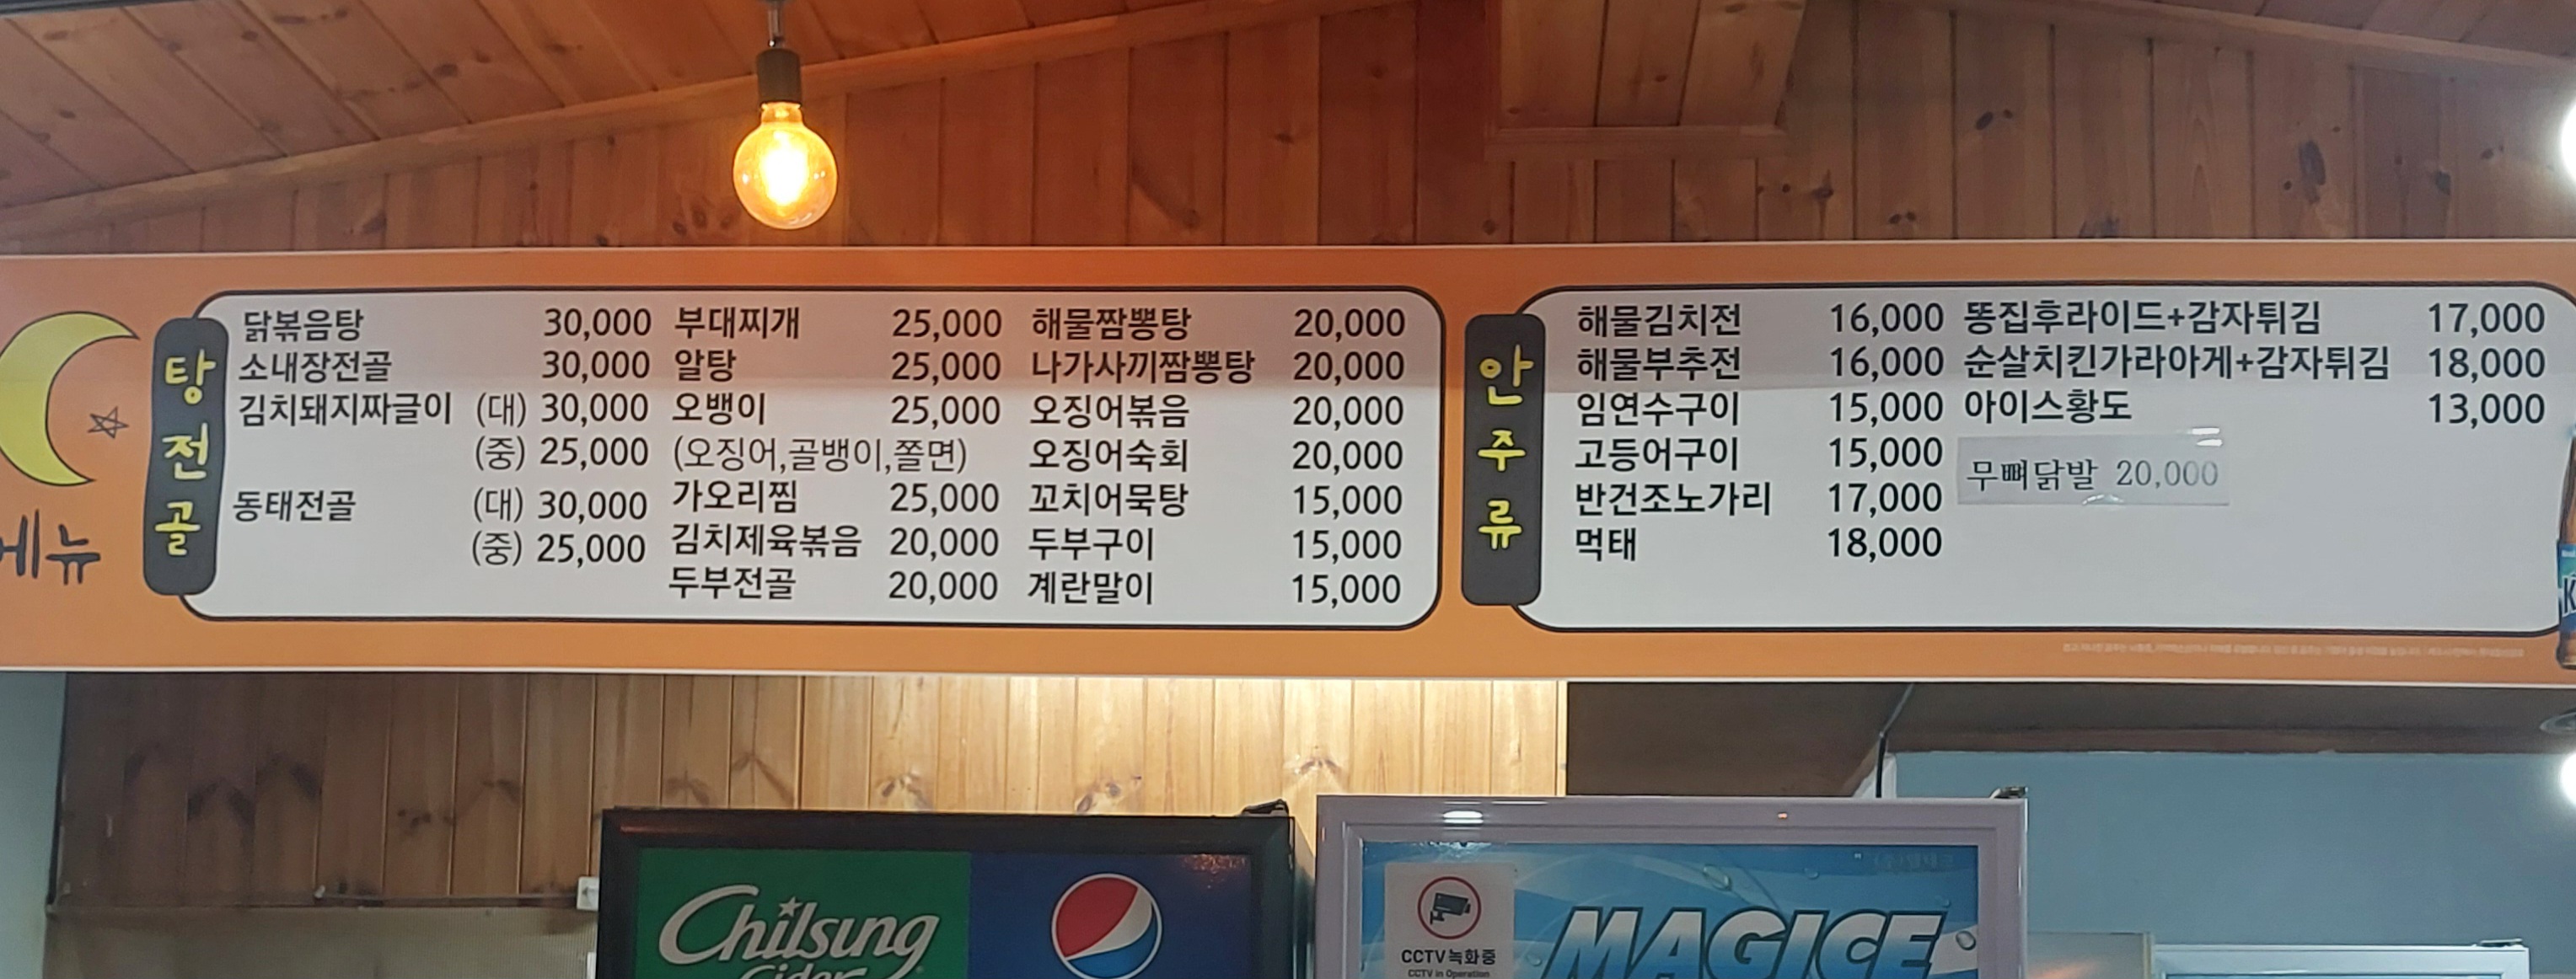 메뉴
탕전골
닭볶음탕 30,000
소내장전골 30,000
김치돼지짜글이 (대) 30,000
(중) 25,000
동태전골 (대) 30,000
(중) 25,000
부대찌개 25,000
알탕 25,000
오뱅이 25,000
(오징어,골뱅이,쫄면)
가오리찜 25,000
김치제육볶음 20,000
두부전골 20,000
해물짬뽕탕 20,000
나가사끼짬뽕탕 20,000
오징어볶음 20,000
오징어숙회 20,000
꼬치어묵탕 15,000
두부구이 15,000
계란말이 15,000
안주류
해물김치전 16,000
해물부추전 16,000
임연수구이 15,000
고등어구이 15,000
반건조노가리 17,000
먹태 18,000
똥집후라이드+감자튀김 17,000
순살치킨가라아게+감자튀김 18,000
아이스황도 13,000
무뼈닭발 20,000
Chilsung
Cider
CCTV 녹화중
CCTV in Operation
MAGICE